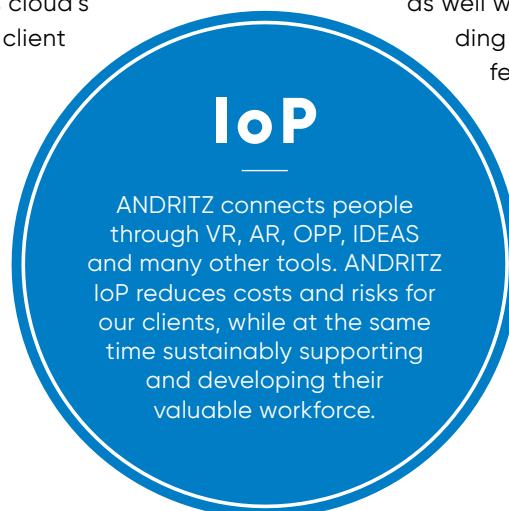 cloud's
as well w
client
ding
fe
IoP
ANDRITZ connects people
through VR, AR, OPP, IDEAS
and many other tools. ANDRITZ
IoP reduces costs and risks for
our clients, while at the same
time sustainably supporting
and developing their
valuable workforce.